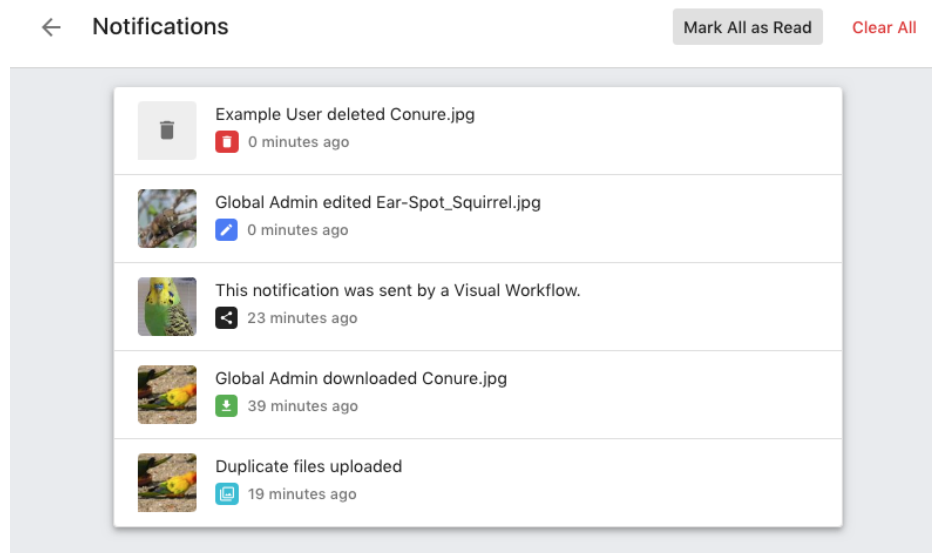 Notifications
Mark All as Read
Clear All
Example User deleted Conure.jpg
0 minutes ago
Global Admin edited Ear-Spot_Squirrel.jpg
0 minutes ago
This notification was sent by a Visual Workflow.
23 minutes ago
Global Admin downloaded Conure.jpg
39 minutes ago
Duplicate files uploaded
19 minutes ago